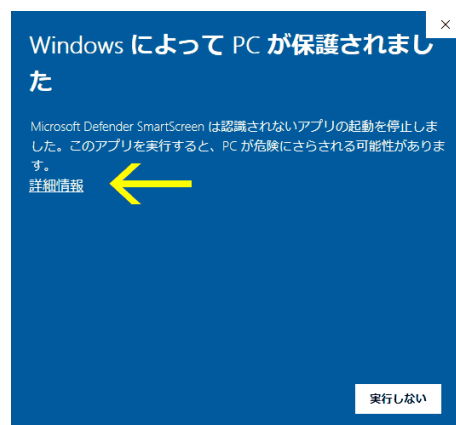 Windows によって PC が保護されまし
た
Microsoft Defender SmartScreen は認識されないアプリの起動を停止しま
した。このアプリを実行すると、PC が危険にさらされる可能性がありま
す。
詳細情報
実行しない